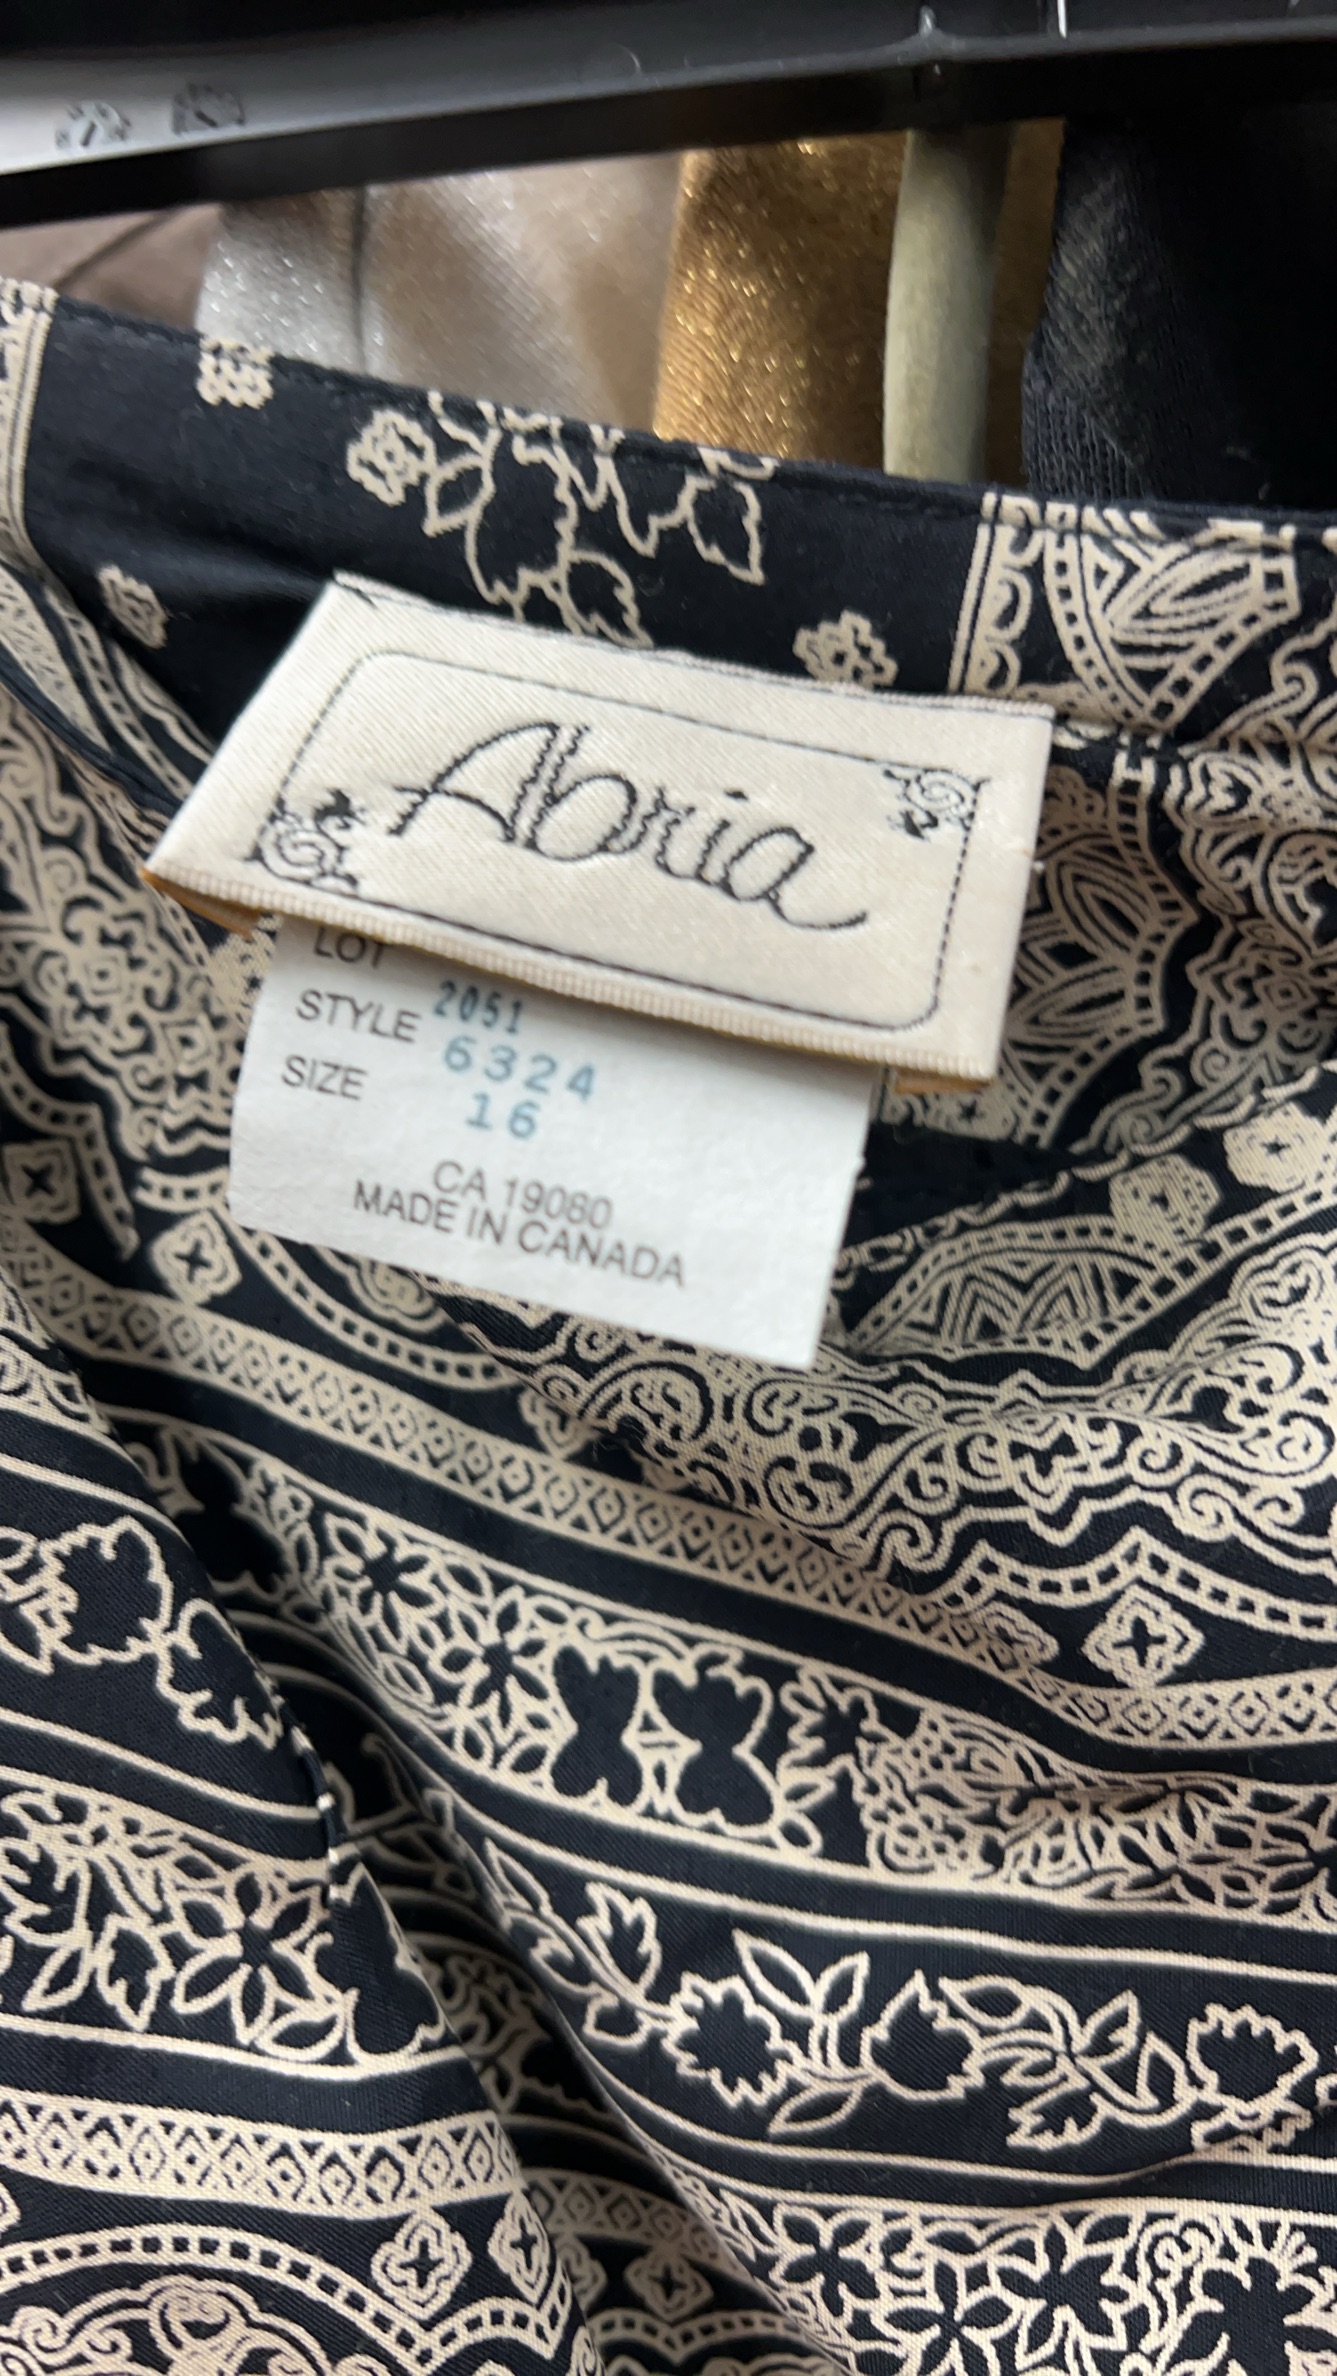 Abria
LOT 2051
STYLE 6324
SIZE 16
CA 19080
MADE IN CANADA